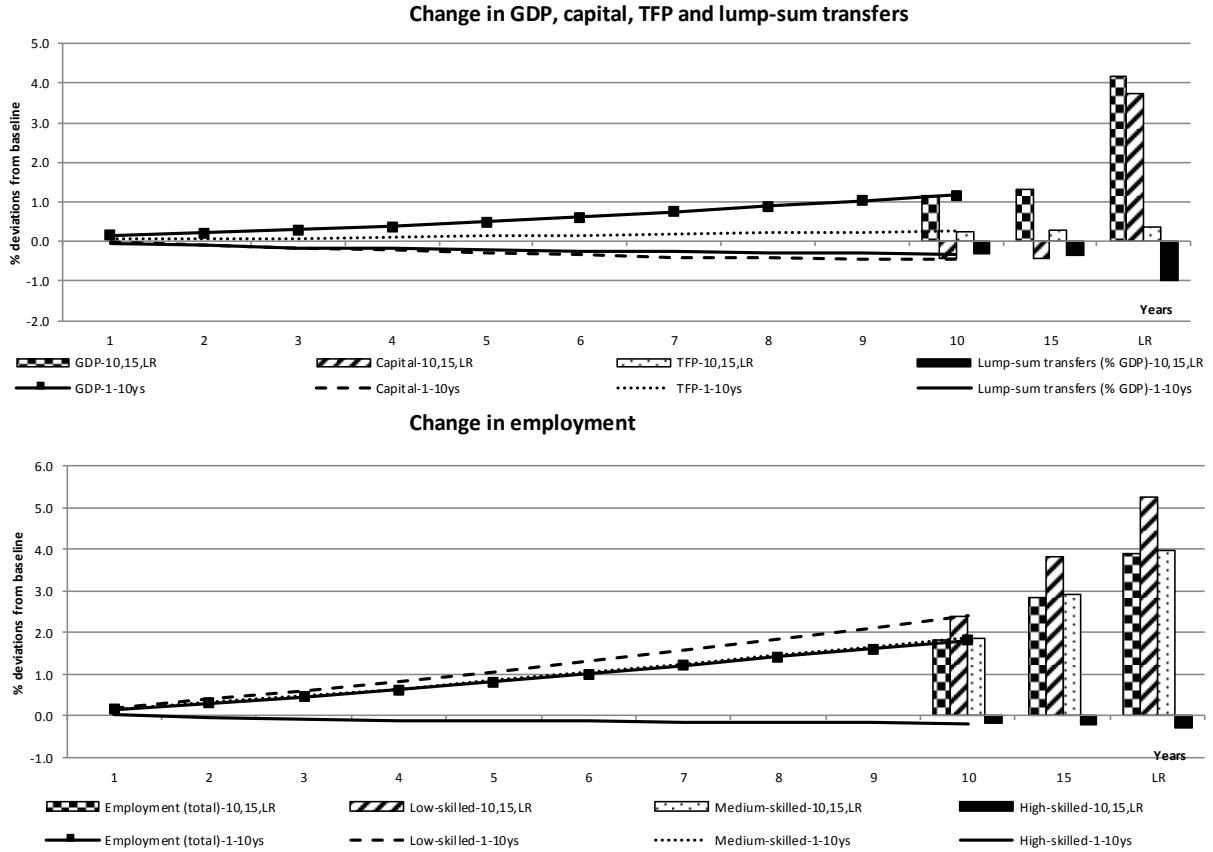 Change in GDP, capital, TFP and lump-sum transfers
% deviations from baseline
5.0
4.0
3.0
2.0
1.0
0.0
-1.0
-2.0
Years
1 2 3 4 5 6 7 8 9 10 15 LR
GDP-10,15,LR Capital-10,15,LR TFP-10,15,LR Lump-sum transfers (% GDP)-10,15,LR
GDP-1-10ys Capital-1-10ys TFP-1-10ys Lump-sum transfers (% GDP)-1-10ys
Change in employment
% deviations from baseline
6.0
5.0
4.0
3.0
2.0
1.0
0.0
-1.0
Years
1 2 3 4 5 6 7 8 9 10 15 LR
Employment (total)-10,15,LR Low-skilled-10,15,LR Medium-skilled-10,15,LR High-skilled-10,15,LR
Employment (total)-1-10ys Low-skilled-1-10ys Medium-skilled-1-10ys High-skilled-1-10ys